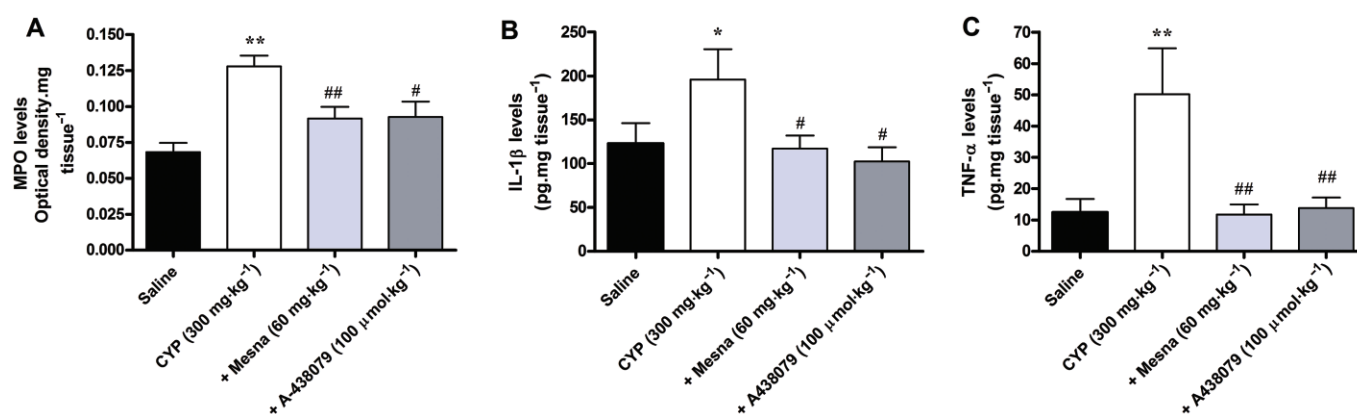 A
MPO levels
Optical density.mg
tissue⁻¹
0.150
0.125
0.100
0.075
0.050
0.025
0.000
**
##
#
Saline
CYP (300 mg·kg⁻¹)
+ Mesna (60 mg·kg⁻¹)
+ A-438079 (100 μmol·kg⁻¹)
B
IL-1β levels
(pg.mg tissue⁻¹)
250
200
150
100
50
0
*
#
#
Saline
CYP (300 mg·kg⁻¹)
+ Mesna (60 mg·kg⁻¹)
+ A438079 (100 μmol·kg⁻¹)
C
TNF-α levels
(pg.mg tissue⁻¹)
70
60
50
40
30
20
10
0
**
##
##
Saline
CYP (300 mg·kg⁻¹)
+ Mesna (60 mg·kg⁻¹)
+ A438079 (100 μmol·kg⁻¹)